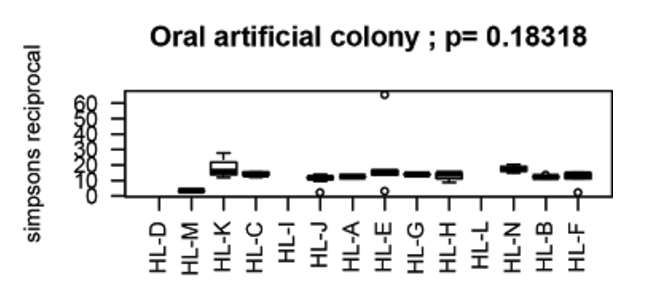 Oral artificial colony ; p= 0.18318
simpsons reciprocal
60
50
40
30
20
10
0
HL-D
HL-M
HL-K
HL-C
HL-I
HL-J
HL-A
HL-E
HL-G
HL-H
HL-L
HL-N
HL-B
HL-F